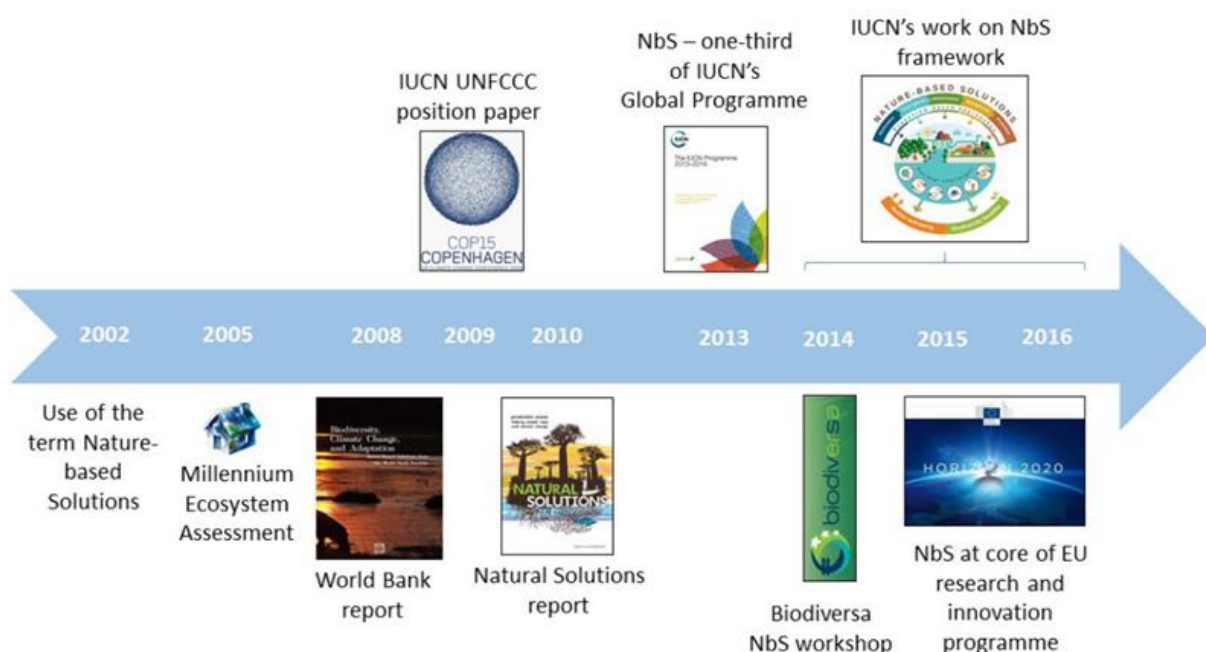 IUCN's work on NbS
framework
NbS – one-third
of IUCN's
Global Programme
IUCN UNFCCC
position paper
NATURE-BASED SOLUTIONS
IUCN
The IUCN Programme
2013–2016
COP15
COPENHAGEN
2002 2005 2008 2009 2010 2013 2014 2015 2016
Use of the
term Nature-
based
Solutions
Millennium
Ecosystem
Assessment
Biodiversity,
Climate Change,
and Adaptation
World Bank
report
NATURAL
SOLUTIONS
Natural Solutions
report
biodiversa
Biodiversa
NbS workshop
HORIZON 2020
NbS at core of EU
research and
innovation
programme